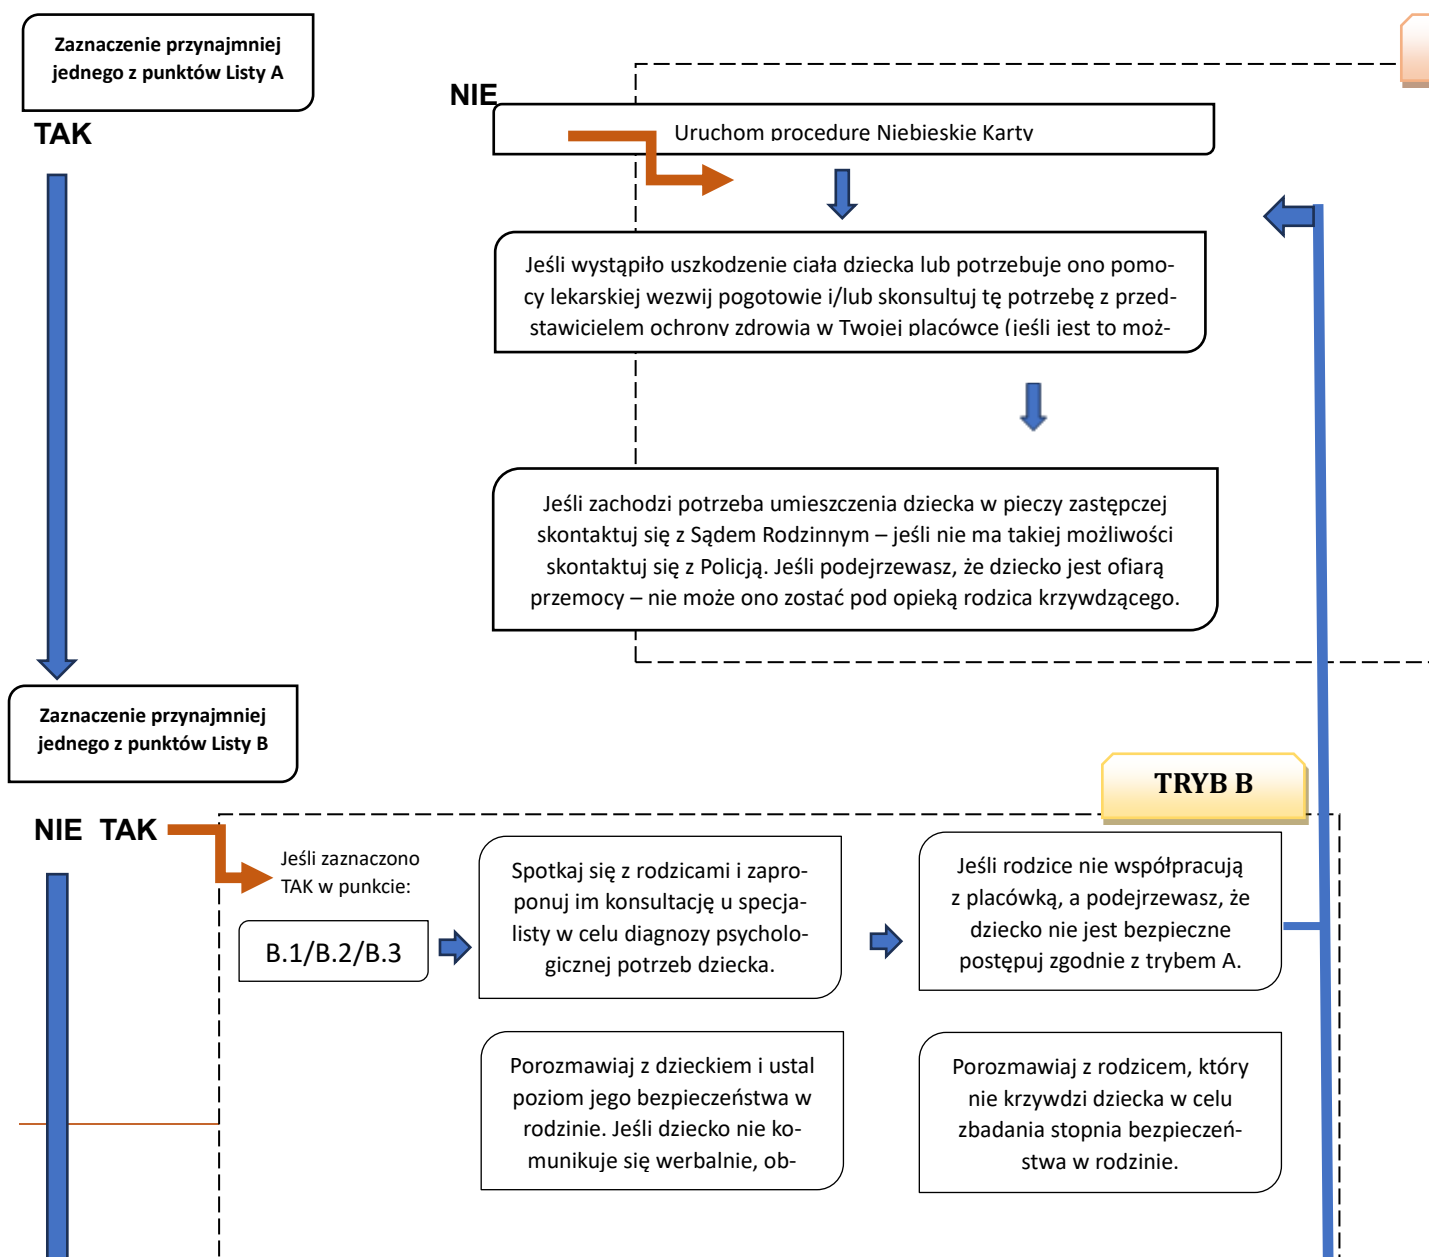 Zaznaczenie przynajmniej
jednego z punktów Listy A
TAK
NIE
Uruchom procedurę Niebieskie Karty
Jeśli wystąpiło uszkodzenie ciała dziecka lub potrzebuje ono pomo-
cy lekarskiej wezwij pogotowie i/lub skonsultuj tę potrzebę z przed-
stawicielem ochrony zdrowia w Twojej placówce (jeśli jest to moż-
Jeśli zachodzi potrzeba umieszczenia dziecka w pieczy zastępczej
skontaktuj się z Sądem Rodzinnym – jeśli nie ma takiej możliwości
skontaktuj się z Policją. Jeśli podejrzewasz, że dziecko jest ofiarą
przemocy – nie może ono zostać pod opieką rodzica krzywdzącego.
Zaznaczenie przynajmniej
jednego z punktów Listy B
TRYB B
NIE TAK
Jeśli zaznaczono
TAK w punkcie:
B.1/B.2/B.3
Spotkaj się z rodzicami i zapro-
ponuj im konsultację u specja-
listy w celu diagnozy psycholo-
gicznej potrzeb dziecka.
Jeśli rodzice nie współpracują
z placówką, a podejrzewasz, że
dziecko nie jest bezpieczne
postępuj zgodnie z trybem A.
Porozmawiaj z dzieckiem i ustal
poziom jego bezpieczeństwa w
rodzinie. Jeśli dziecko nie ko-
munikuje się werbalnie, ob-
Porozmawiaj z rodzicem, który
nie krzywdzi dziecka w celu
zbadania stopnia bezpieczeń-
stwa w rodzinie.